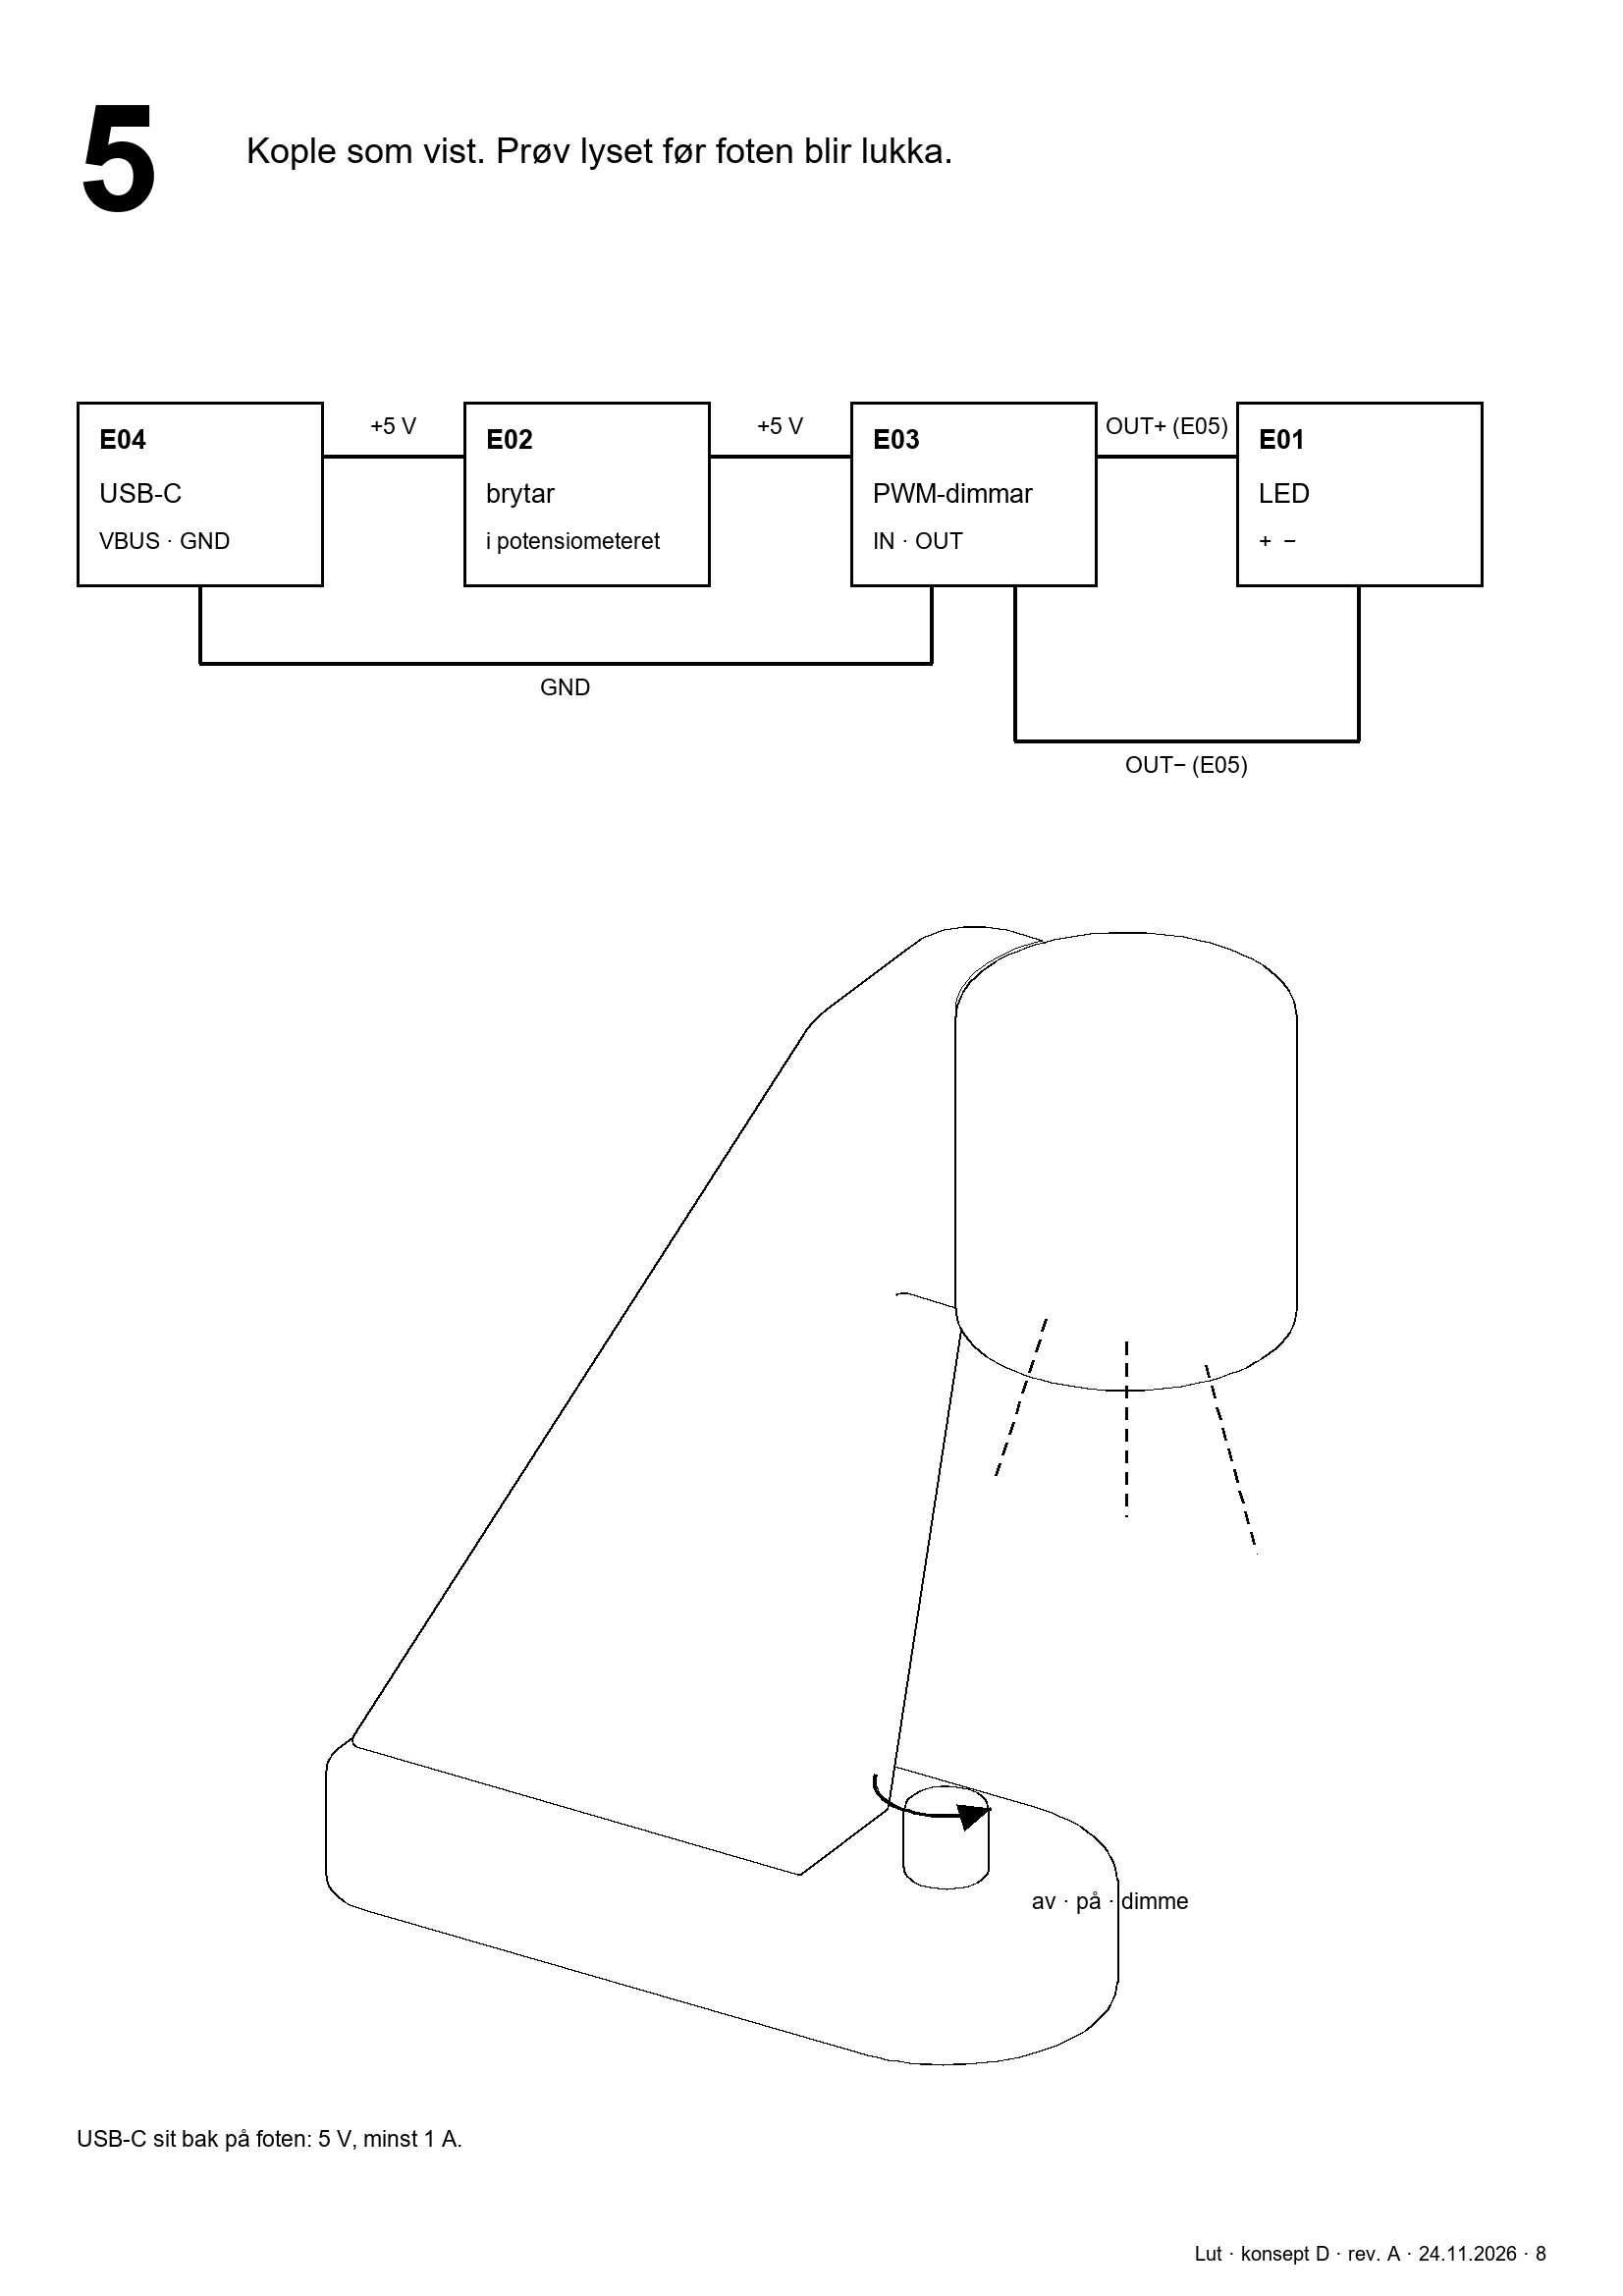 5
Kople som vist. Prøv lyset før foten blir lukka.
E04
USB-C
VBUS · GND
+5 V
E02
brytar
i potensiometeret
+5 V
E03
PWM-dimmar
IN · OUT
OUT+ (E05)
E01
LED
+ −
GND
OUT− (E05)
av · på · dimme
USB-C sit bak på foten: 5 V, minst 1 A.
Lut · konsept D · rev. A · 24.11.2026 · 8